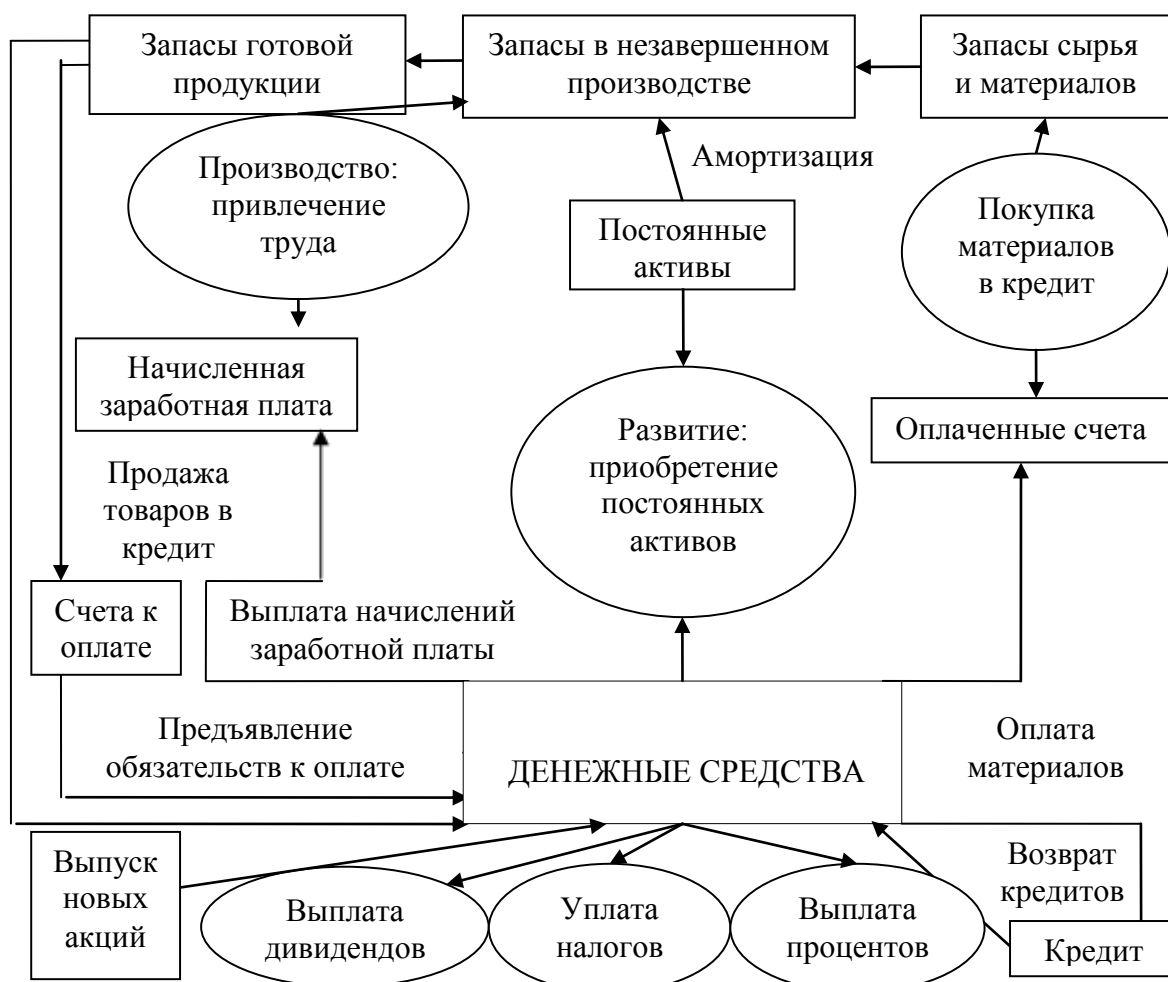 Запасы готовой
продукции
Запасы в незавершенном
производстве
Запасы сырья
и материалов
Амортизация
Производство:
привлечение
труда
Постоянные
активы
Покупка
материалов
в кредит
Начисленная
заработная плата
Развитие:
приобретение
постоянных
активов
Оплаченные счета
Продажа
товаров в
кредит
Счета к
оплате
Выплата начислений
заработной платы
Предъявление
обязательств к оплате
ДЕНЕЖНЫЕ СРЕДСТВА
Оплата
материалов
Выпуск
новых
акций
Выплата
дивидендов
Уплата
налогов
Выплата
процентов
Возврат
кредитов
Кредит